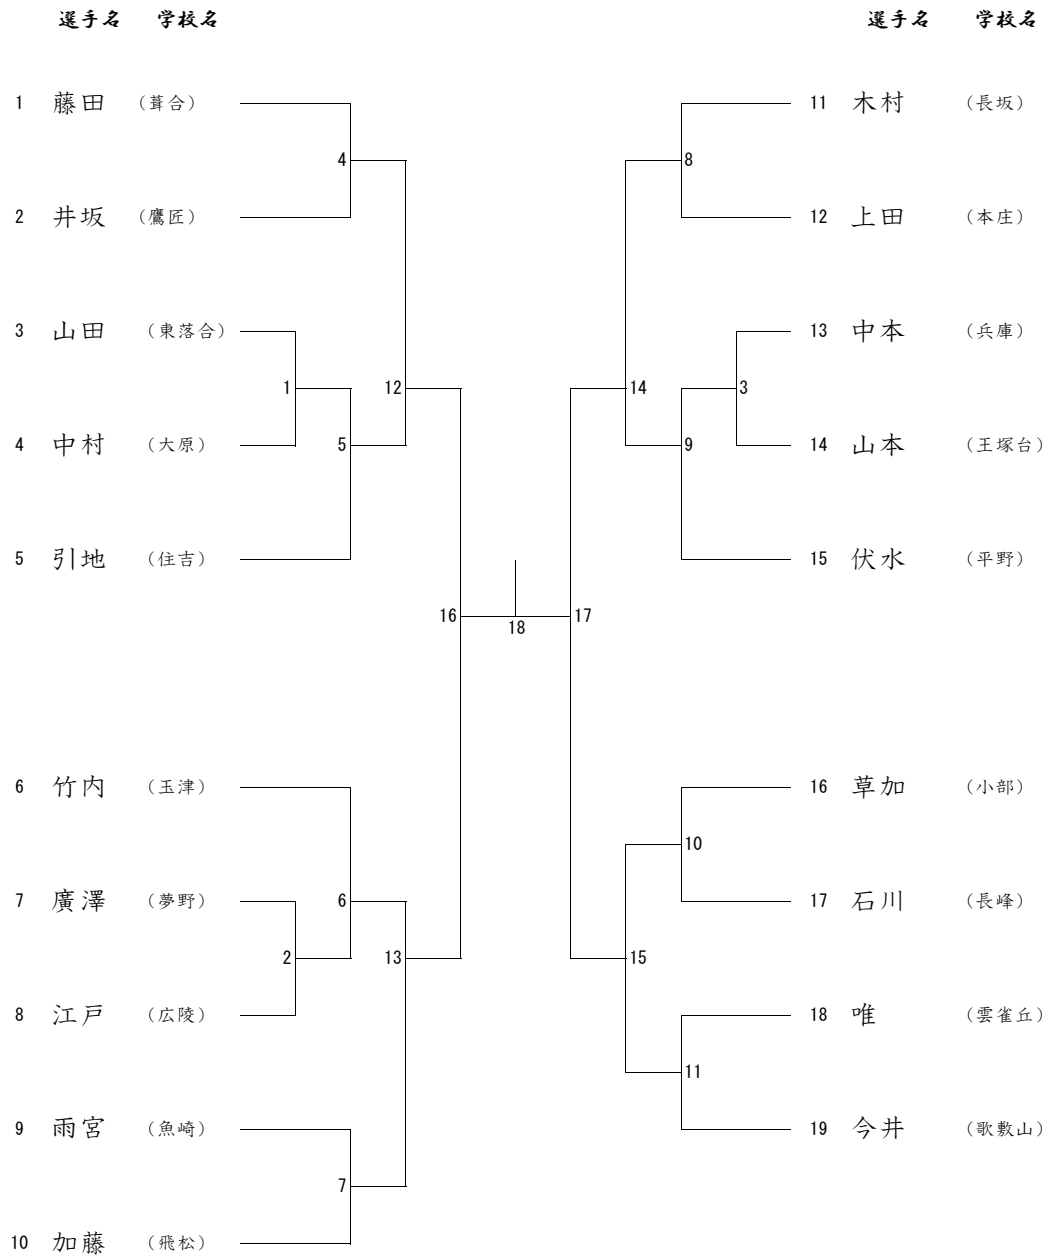 選手名 学校名 選手名 学校名
1 藤田 （葺合） 11 木村 （長坂）
4 8
2 井坂 （鷹匠） 12 上田 （本庄）
3 山田 （東落合） 13 中本 （兵庫）
1 12 14 3
4 中村 （大原） 5 9 14 山本 （王塚台）
5 引地 （住吉） 15 伏水 （平野）
16 18 17
6 竹内 （玉津） 16 草加 （小部）
10
7 廣澤 （夢野） 6 17 石川 （長峰）
2 13 15
8 江戸 （広陵） 18 唯 （雲雀丘）
11
9 雨宮 （魚崎） 19 今井 （歌敷山）
7
10 加藤 （飛松）